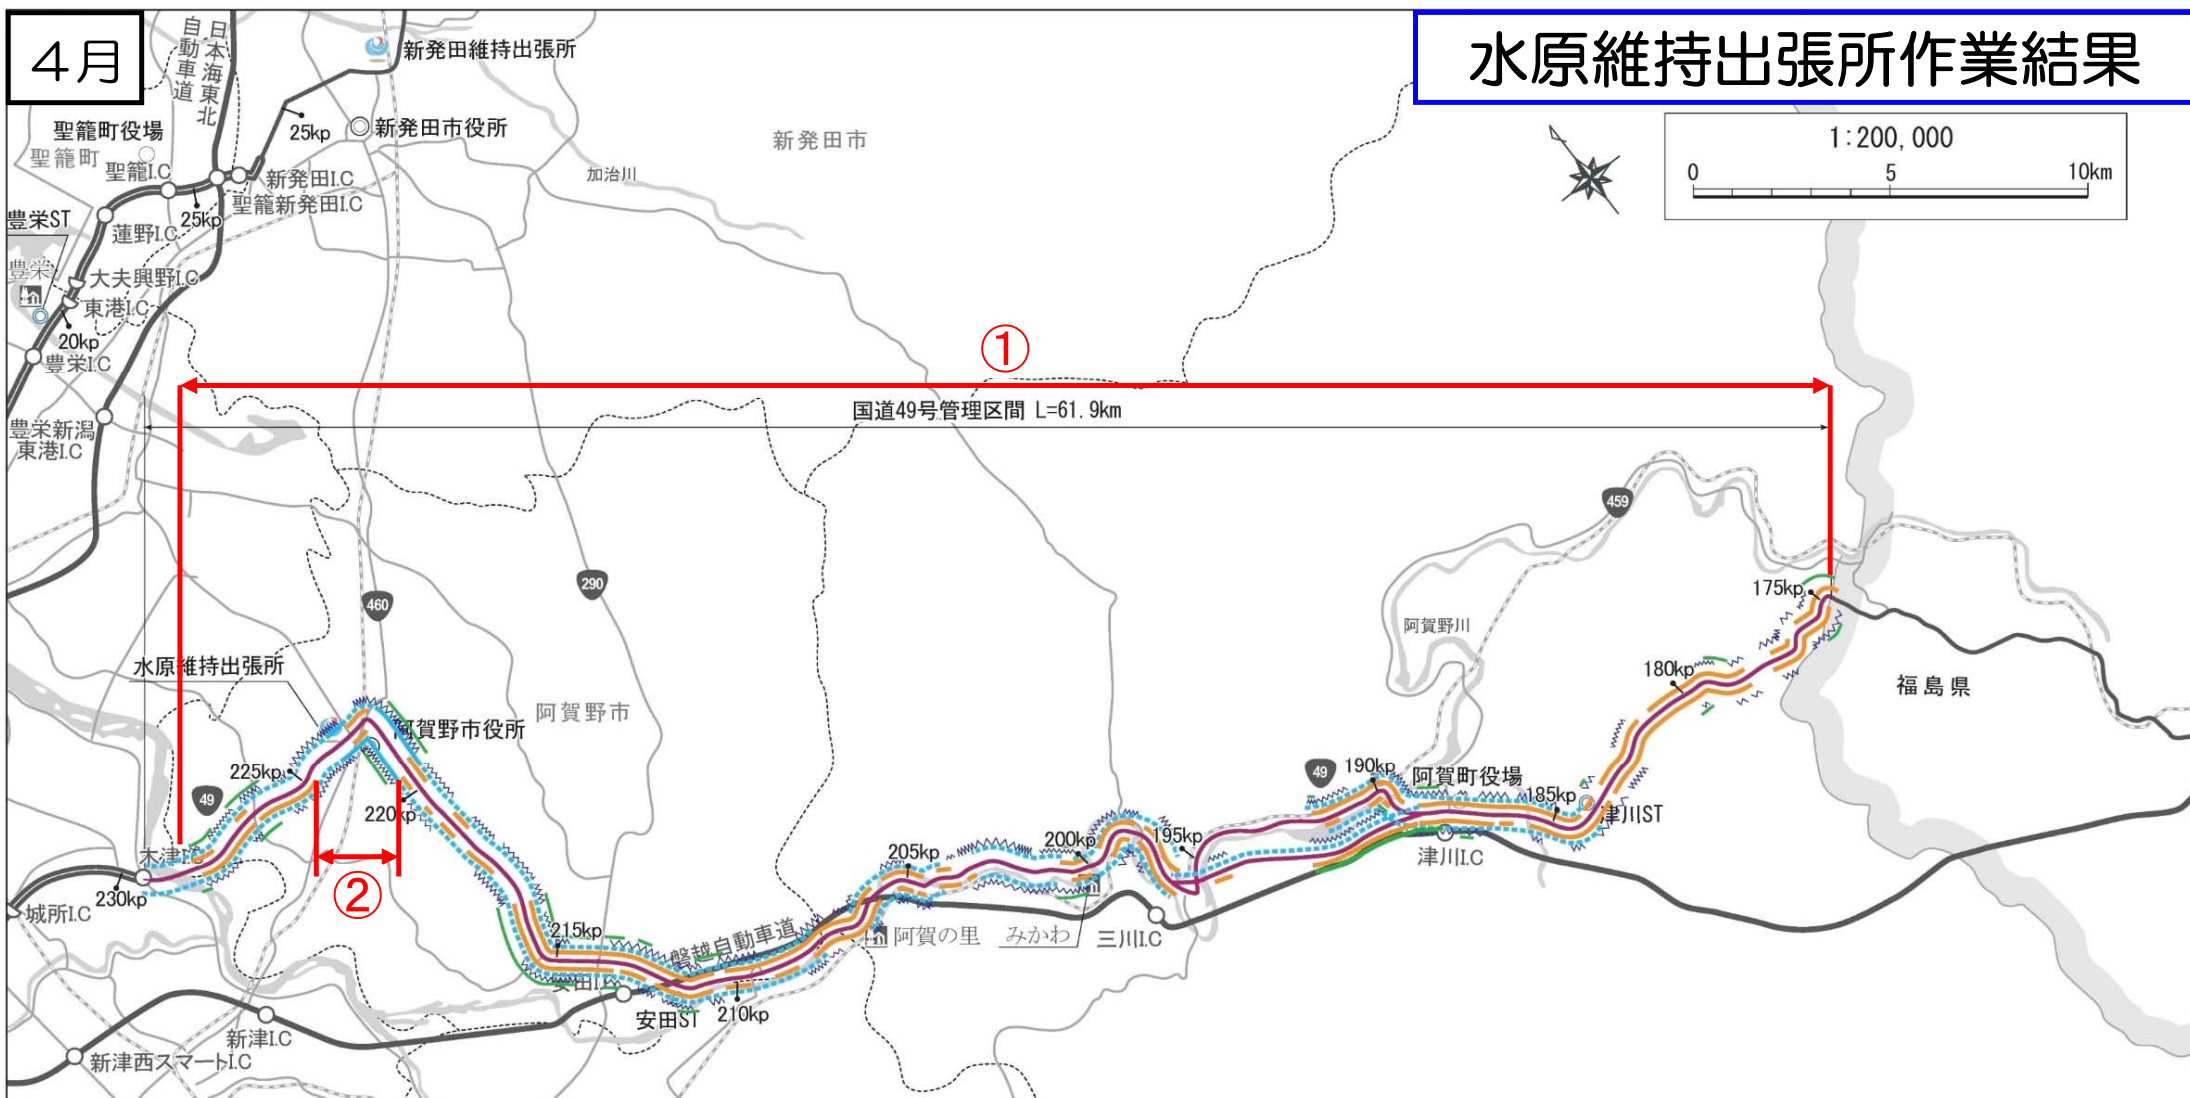 ４月
水原維持出張所作業結果
1:200,000
0
5
10km
日本海東北
自動車道
新発田維持出張所
25kp
新発田市役所
新発田市
加治川
聖籠町役場
聖籠町
聖籠I.C
新発田I.C
聖籠新発田I.C
25kp
豊栄ST
蓮野I.C
豊栄
大夫興野I.C
東港I.C
20kp
豊栄I.C
①
国道49号管理区間 L=61.9km
豊栄新潟
東港I.C
459
290
460
175kp
阿賀野川
水原維持出張所
180kp
福島県
阿賀野市
阿賀野市役所
225kp
49
220kp
49
190kp
阿賀町役場
185kp
津川ST
木津I.C
205kp
200kp
195kp
津川I.C
230kp
②
城所I.C
215kp
磐越自動車道
阿賀の里
みかわ
三川I.C
安田I.C
安田ST
210kp
新津I.C
新津西スマートI.C